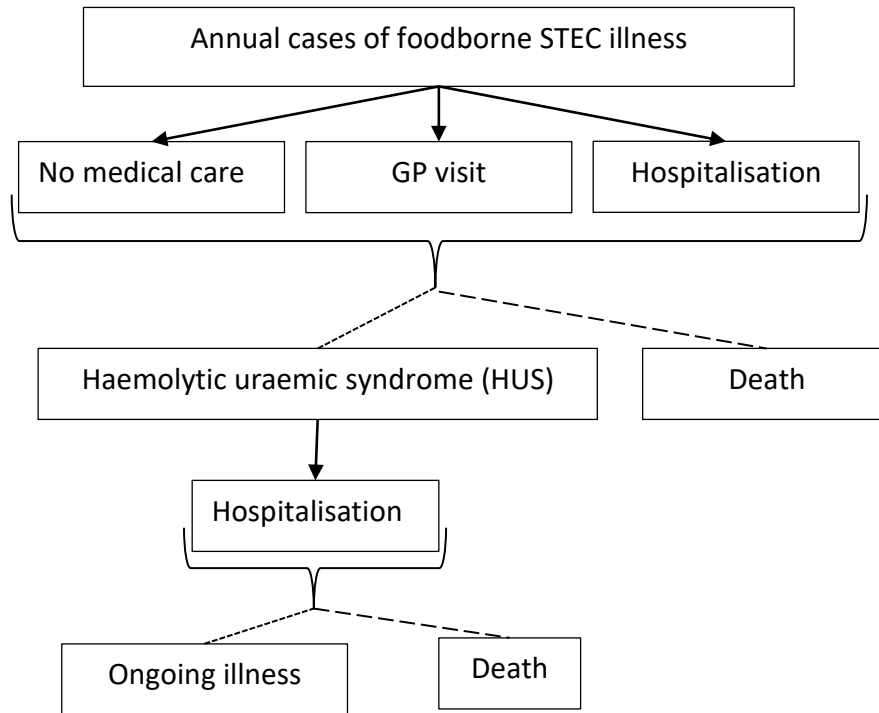 Annual cases of foodborne STEC illness
No medical care
GP visit
Hospitalisation
Haemolytic uraemic syndrome (HUS)
Death
Hospitalisation
Ongoing illness
Death